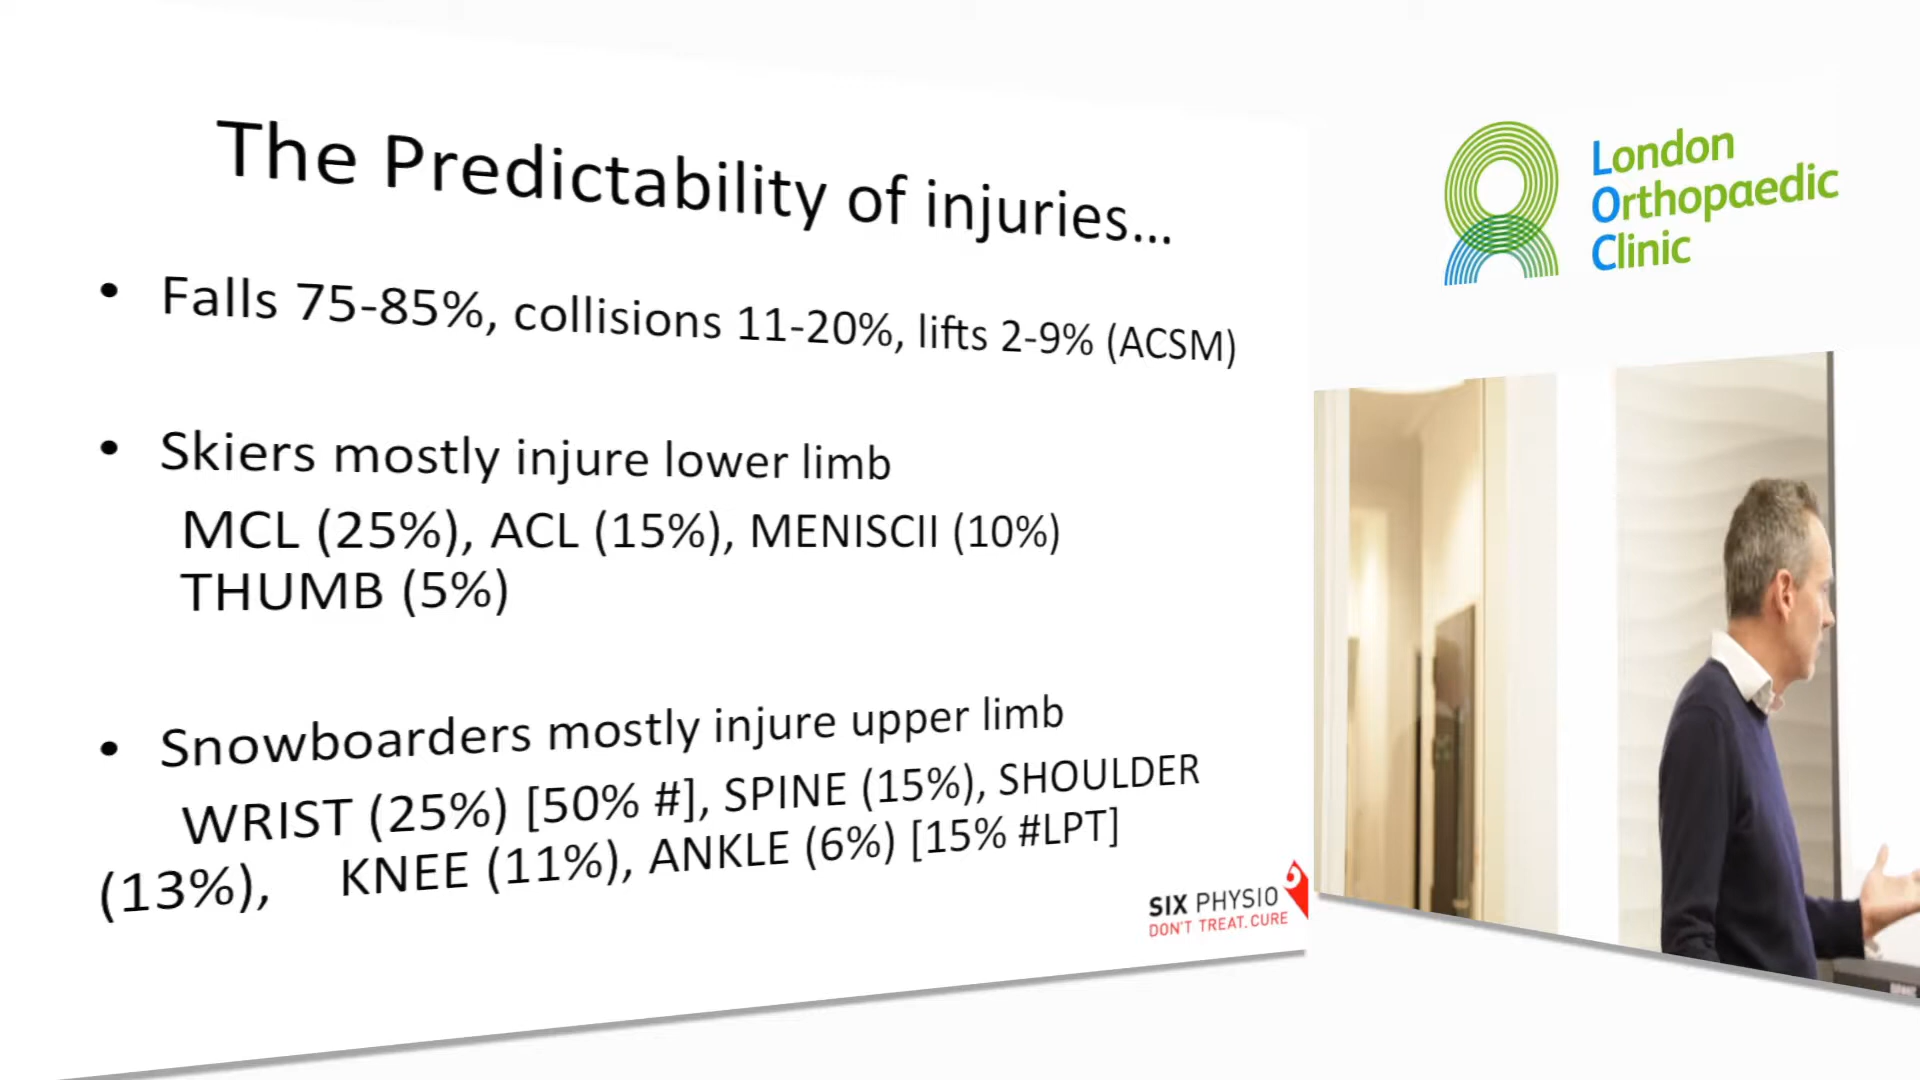 The Predictability of injuries...
• Falls 75-85%, collisions 11-20%, lifts 2-9% (ACSM)
• Skiers mostly injure lower limb
MCL (25%), ACL (15%), MENISCII (10%)
THUMB (5%)
• Snowboarders mostly injure upper limb
WRIST (25%) [50% #], SPINE (15%), SHOULDER
(13%), KNEE (11%), ANKLE (6%) [15% #LPT]
SIX PHYSIO
DON'T TREAT. CURE
London
Orthopaedic
Clinic